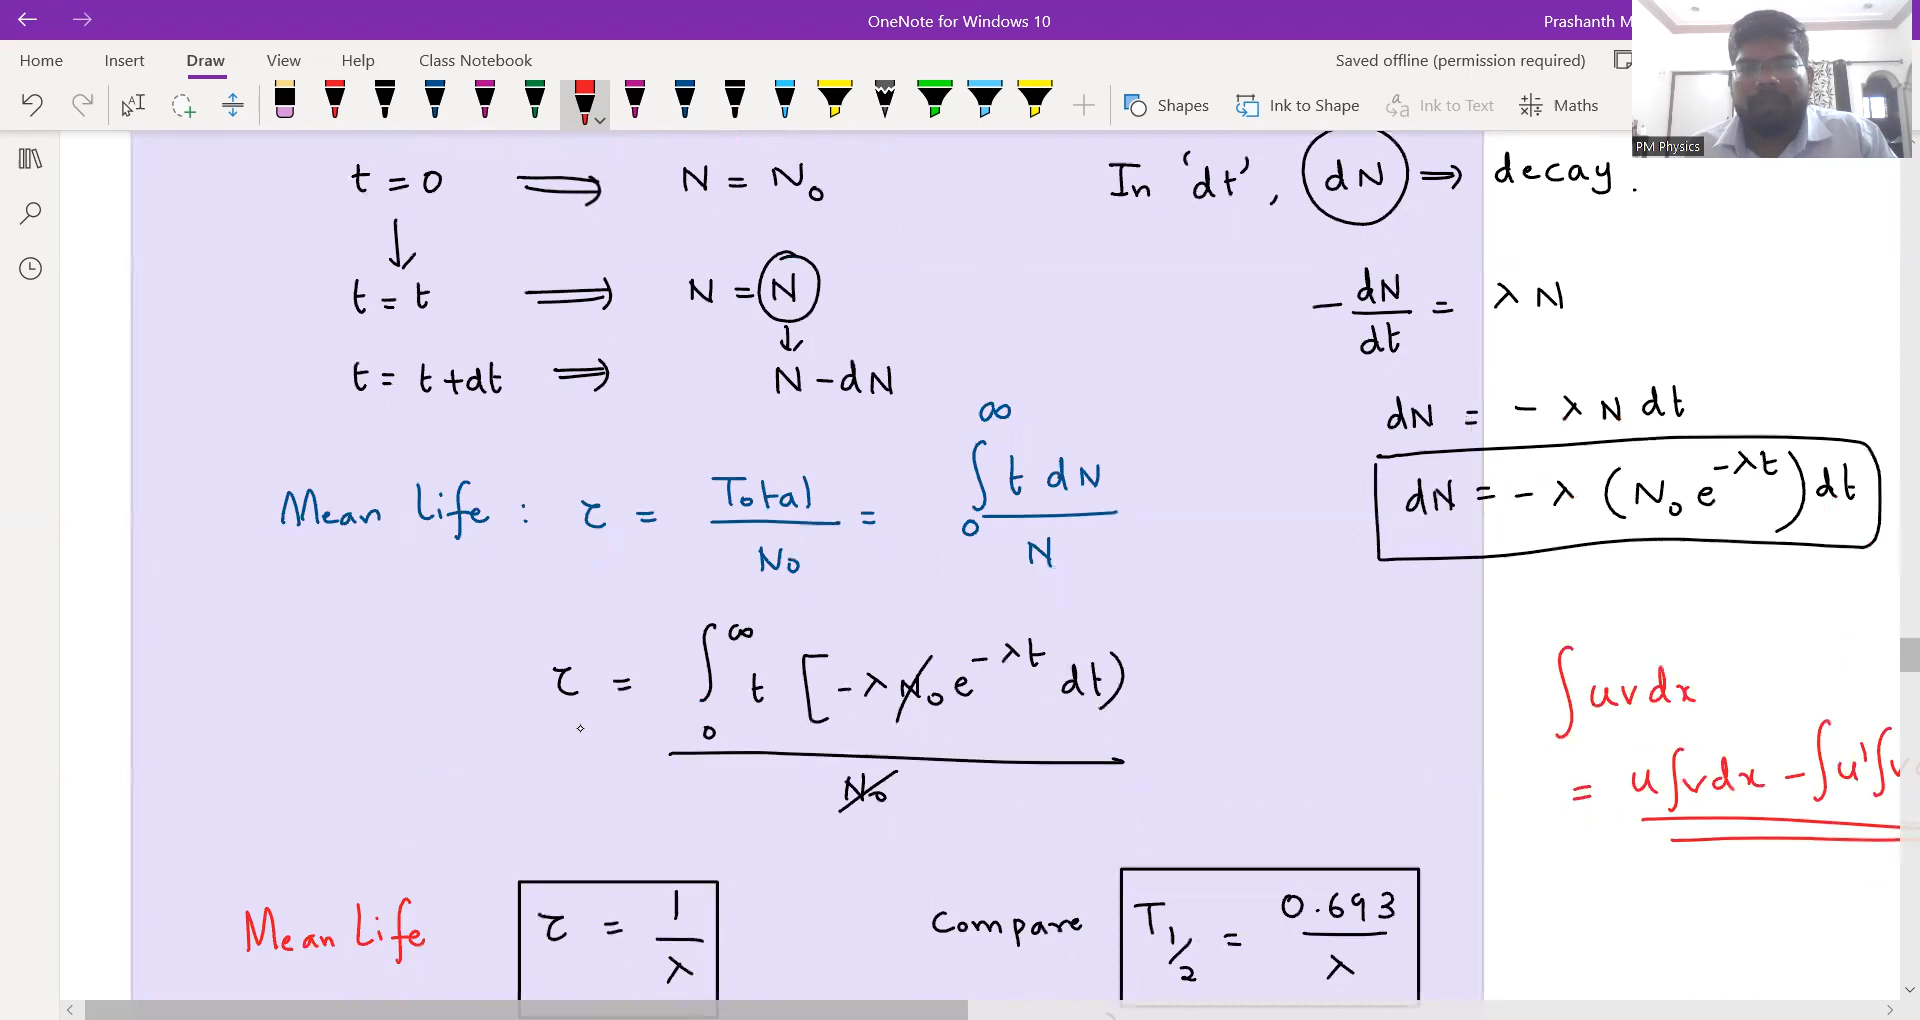 OneNote for Windows 10
Prashanth M
Home Insert Draw View Help Class Notebook
Saved offline (permission required)
Shapes Ink to Shape Ink to Text Maths
PM Physics
t = 0 ⟹ N = N₀
In 'dt', dN ⟹ decay.
↓
t = t ⟹ N = N
↓
-dN/dt = λ N
t = t + dt ⟹ N - dN
dN = - λ N dt
dN = - λ (N₀ e^(-λt)) dt
Mean Life : τ = Total/N₀ = ∫₀^∞ t dN / N
τ = ∫₀^∞ t [-λ N₀ e^(-λt) dt) / N₀
∫uv dx
= u∫v dx - ∫u'∫v
Mean Life τ = 1/λ
Compare T_1/2 = 0.693/λ